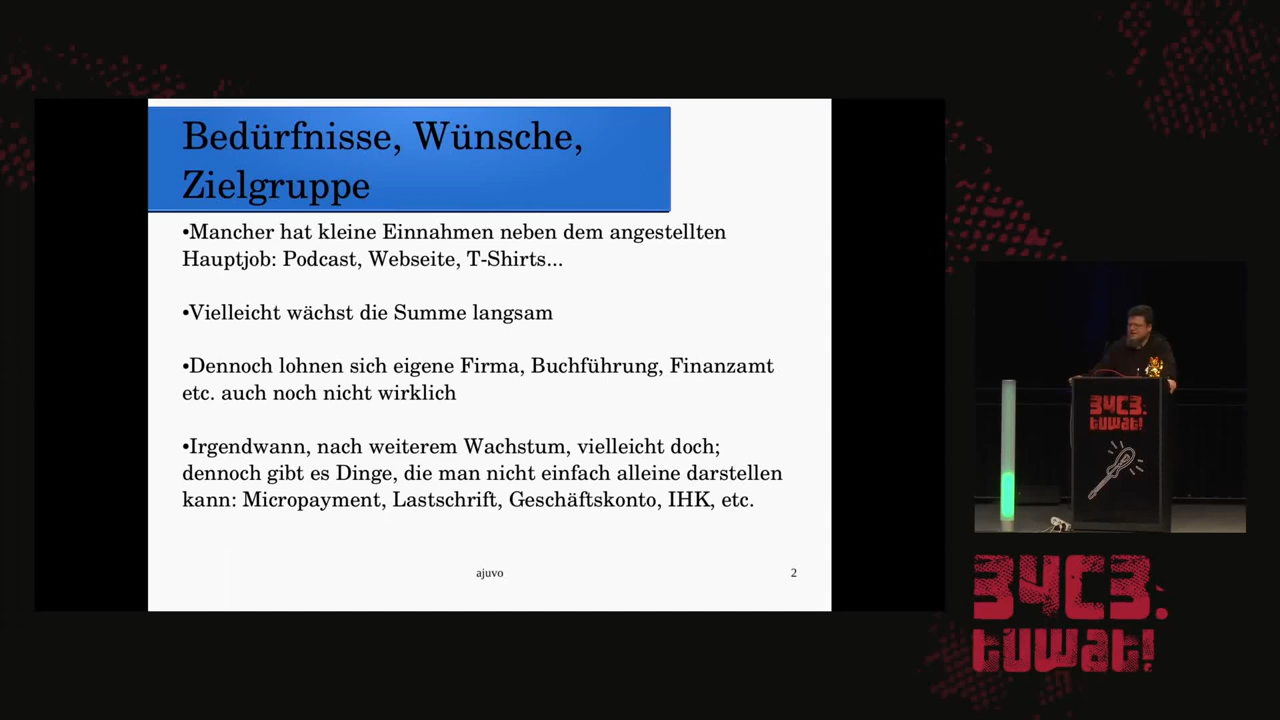 Bedürfnisse, Wünsche,
Zielgruppe
•Mancher hat kleine Einnahmen neben dem angestellten
Hauptjob: Podcast, Webseite, T-Shirts...
•Vielleicht wächst die Summe langsam
•Dennoch lohnen sich eigene Firma, Buchführung, Finanzamt
etc. auch noch nicht wirklich
•Irgendwann, nach weiterem Wachstum, vielleicht doch;
dennoch gibt es Dinge, die man nicht einfach alleine darstellen
kann: Micropayment, Lastschrift, Geschäftskonto, IHK, etc.
ajuvo 2
34C3.
tuwat!
34C3.
tuwat!